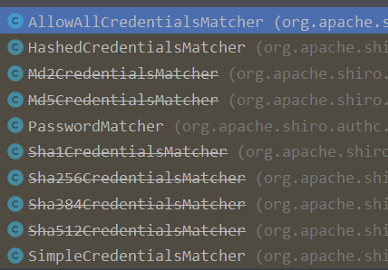 AllowAllCredentialsMatcher (org.apache.s
HashedCredentialsMatcher (org.apache.shi
Md2CredentialsMatcher (org.apache.shiro.
Md5CredentialsMatcher (org.apache.shiro.
PasswordMatcher (org.apache.shiro.authc.
Sha1CredentialsMatcher (org.apache.shiro
Sha256CredentialsMatcher (org.apache.shi
Sha384CredentialsMatcher (org.apache.shi
Sha512CredentialsMatcher (org.apache.shi
SimpleCredentialsMatcher (org.apache.shi